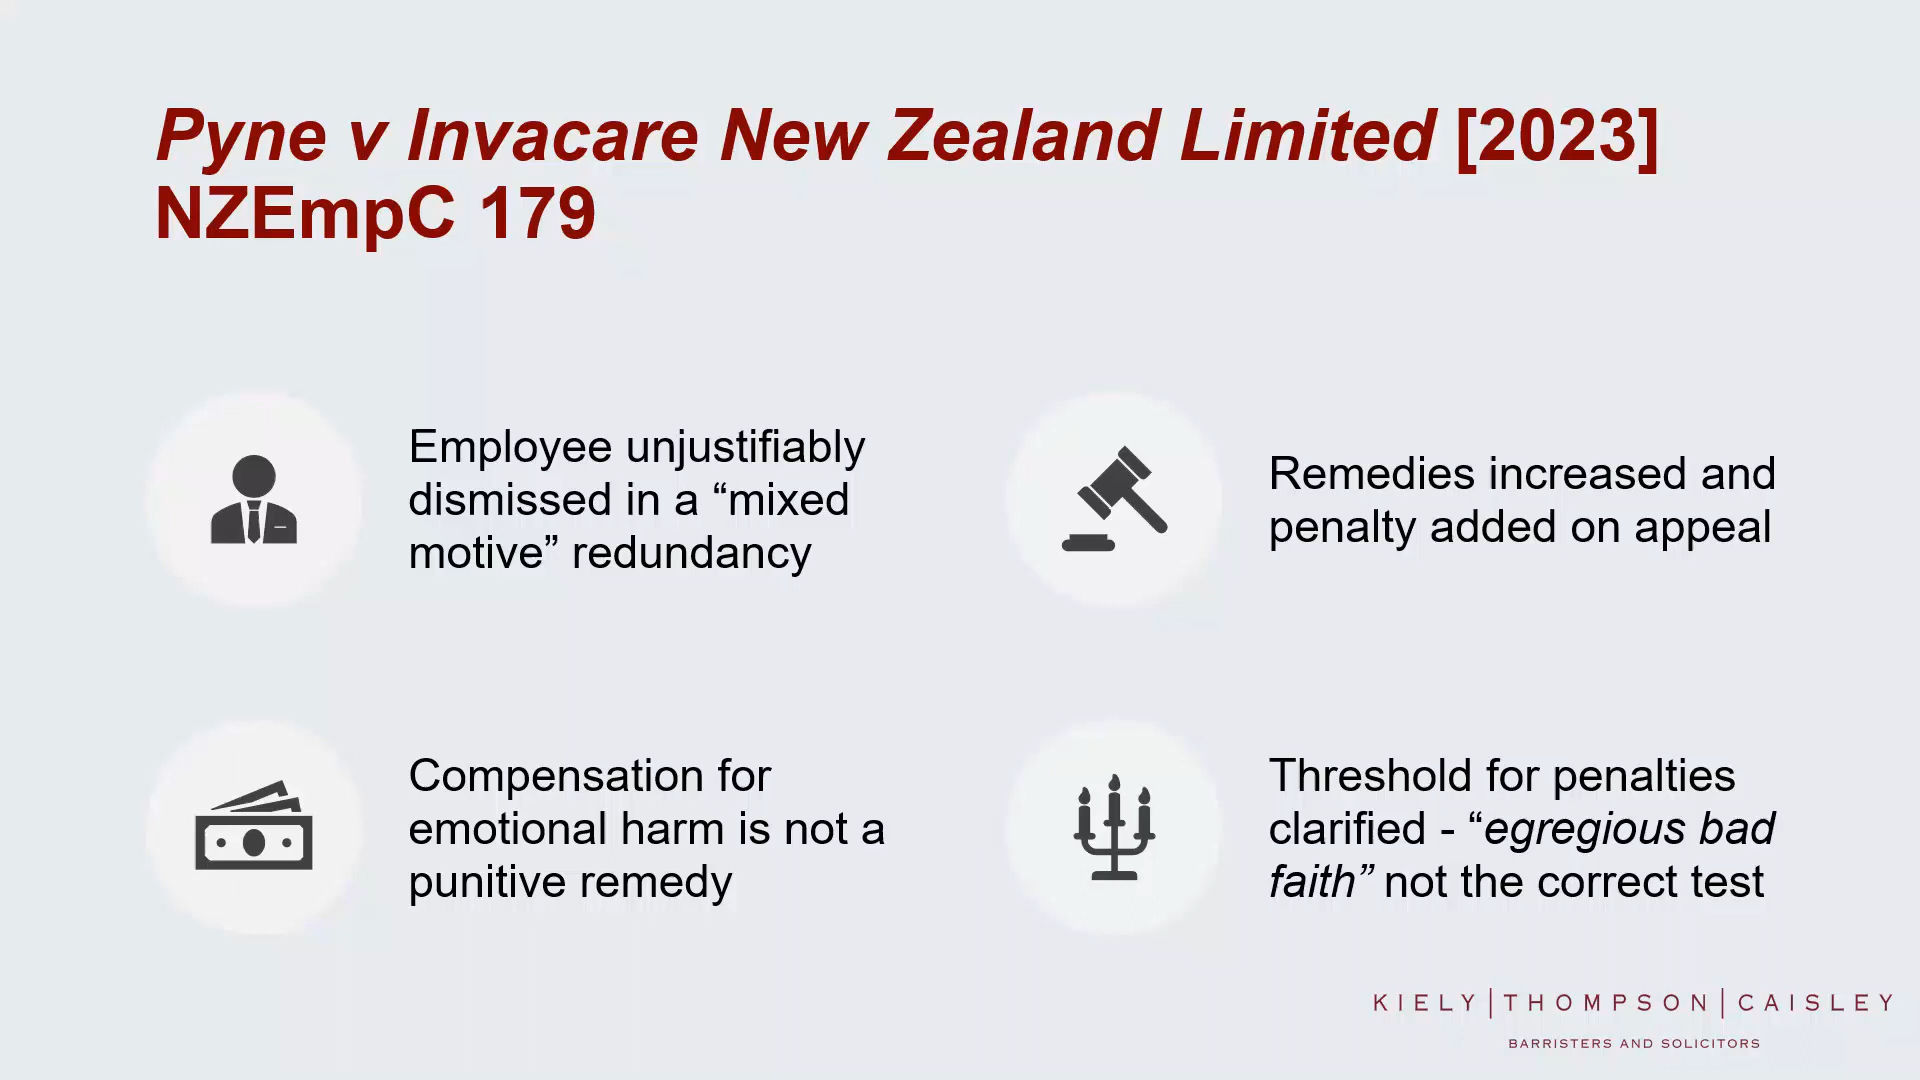 Pyne v Invacare New Zealand Limited [2023]
NZEmpC 179
Employee unjustifiably
dismissed in a “mixed
motive” redundancy
Remedies increased and
penalty added on appeal
Compensation for
emotional harm is not a
punitive remedy
Threshold for penalties
clarified - “egregious bad
faith” not the correct test
KIELY|THOMPSON|CAISLEY
BARRISTERS AND SOLICITORS